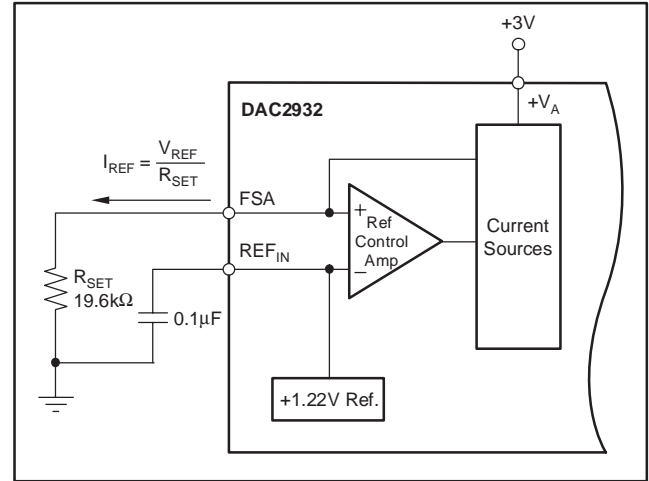 +3V
DAC2932
+V_A
I_REF = V_REF / R_SET
FSA
+
Ref
Control
Amp
Current
Sources
REF_IN
−
R_SET
19.6kΩ
0.1µF
+1.22V Ref.